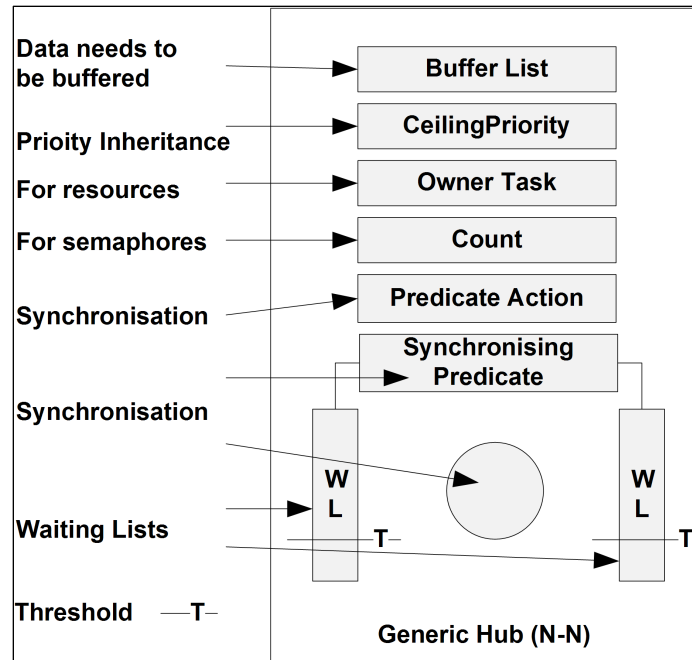 Data needs to
be buffered
Buffer List
Prioity Inheritance
CeilingPriority
For resources
Owner Task
For semaphores
Count
Synchronisation
Predicate Action
Synchronising
Predicate
Synchronisation
W
L
W
L
Waiting Lists
T
T
Threshold
T
Generic Hub (N-N)